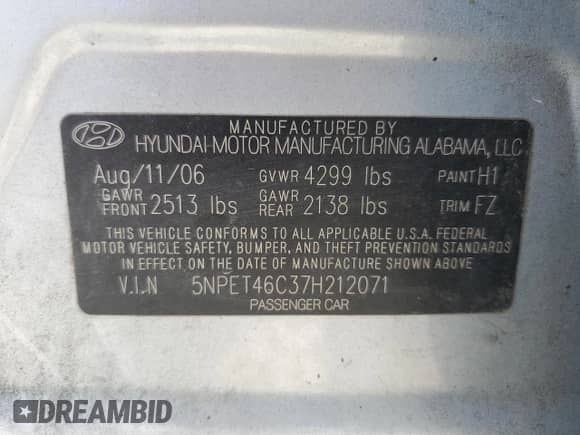 MANUFACTURED BY
HYUNDAI MOTOR MANUFACTURING ALABAMA, LLC
Aug/11/06 GVWR 4299 lbs PAINT H1
GAWR FRONT 2513 lbs GAWR REAR 2138 lbs TRIM FZ
THIS VEHICLE CONFORMS TO ALL APPLICABLE U.S.A. FEDERAL
MOTOR VEHICLE SAFETY, BUMPER, AND THEFT PREVENTION STANDARDS
IN EFFECT ON THE DATE OF MANUFACTURE SHOWN ABOVE
V.I.N 5NPET46C37H212071
PASSENGER CAR
DREAMBID